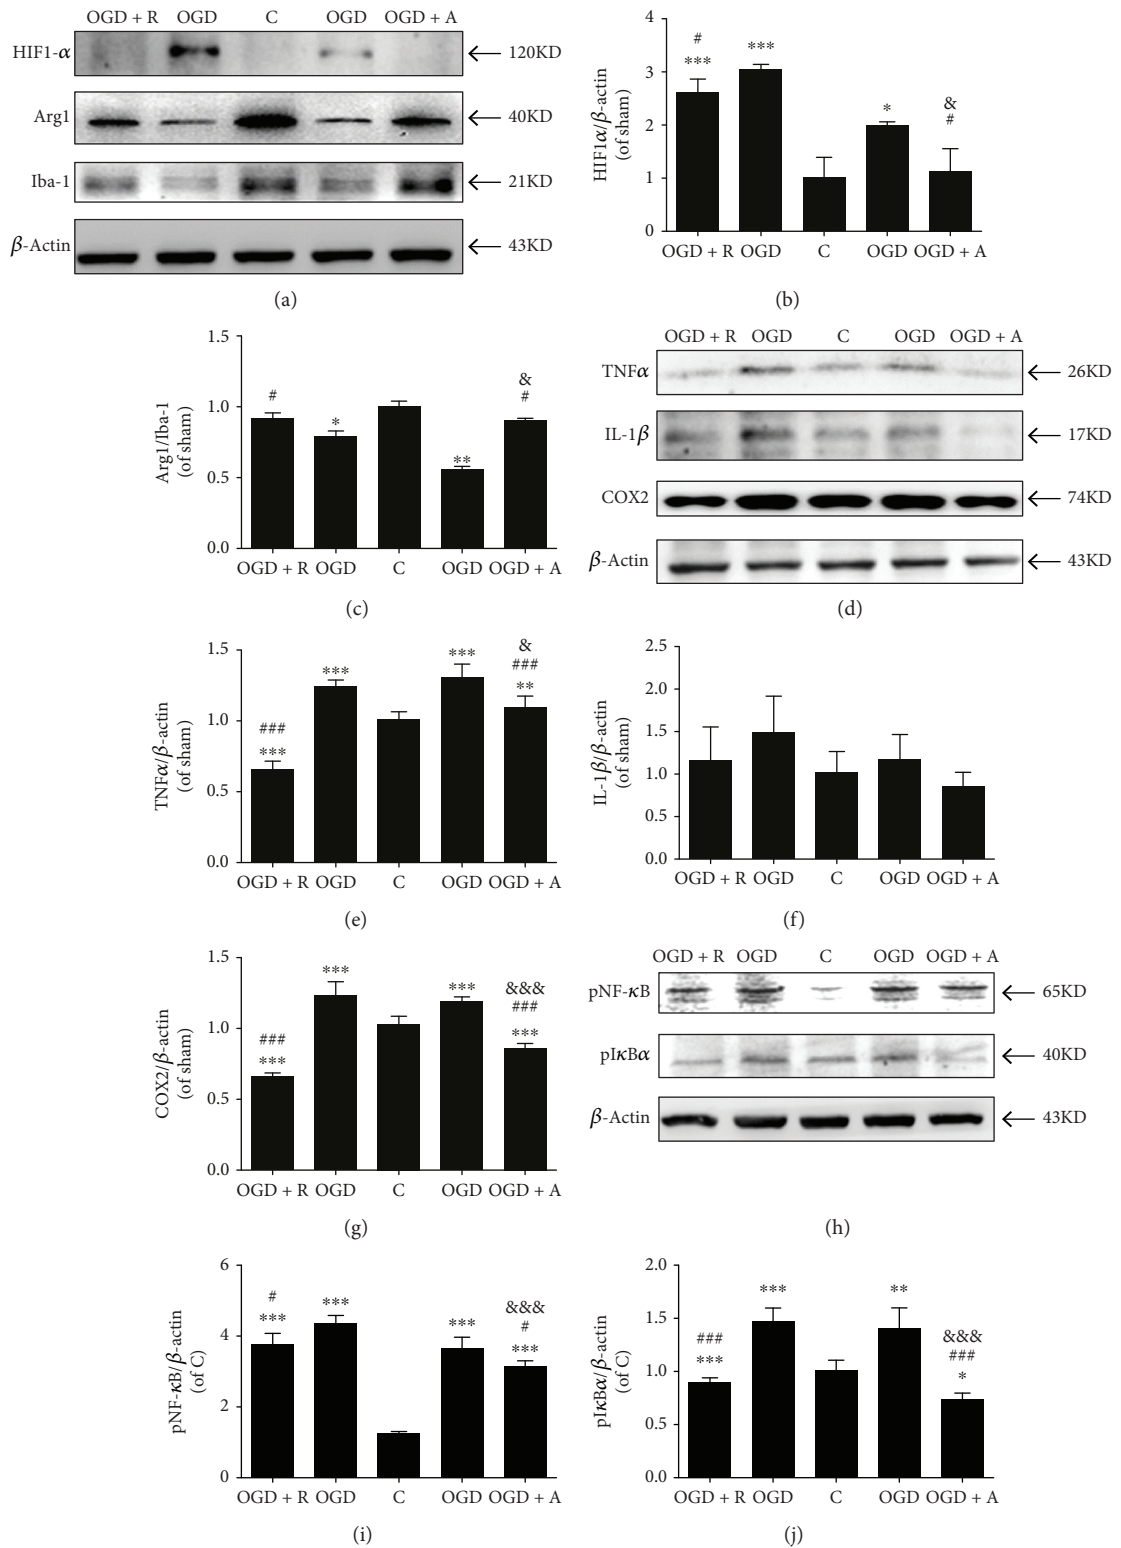 OGD + R OGD C OGD OGD + A
HIF1-α 120KD
Arg1 40KD
Iba-1 21KD
β-Actin 43KD
(a)
HIF1α/β-actin
(of sham)
4
3
2
1
0
#
***
***
*
&
#
OGD + R OGD C OGD OGD + A
(b)
Arg1/Iba-1
(of sham)
1.5
1.0
0.5
0.0
#
*
**
&
#
OGD + R OGD C OGD OGD + A
(c)
OGD + R OGD C OGD OGD + A
TNFα 26KD
IL-1β 17KD
COX2 74KD
β-Actin 43KD
(d)
TNFα/β-actin
(of sham)
1.5
1.0
0.5
0.0
###
***
***
***
&
###
**
OGD + R OGD C OGD OGD + A
(e)
IL-1β/β-actin
(of sham)
2.5
2.0
1.5
1.0
0.5
0.0
OGD + R OGD C OGD OGD + A
(f)
COX2/β-actin
(of sham)
1.5
1.0
0.5
0.0
###
***
***
***
&&&
###
***
OGD + R OGD C OGD OGD + A
(g)
OGD + R OGD C OGD OGD + A
pNF-κB 65KD
pIκBα 40KD
β-Actin 43KD
(h)
pNF-κB/β-actin
(of C)
6
4
2
0
#
***
***
***
&&&
#
***
OGD + R OGD C OGD OGD + A
(i)
pIκBα/β-actin
(of C)
2.0
1.5
1.0
0.5
0.0
###
***
***
**
&&&
###
*
OGD + R OGD C OGD OGD + A
(j)